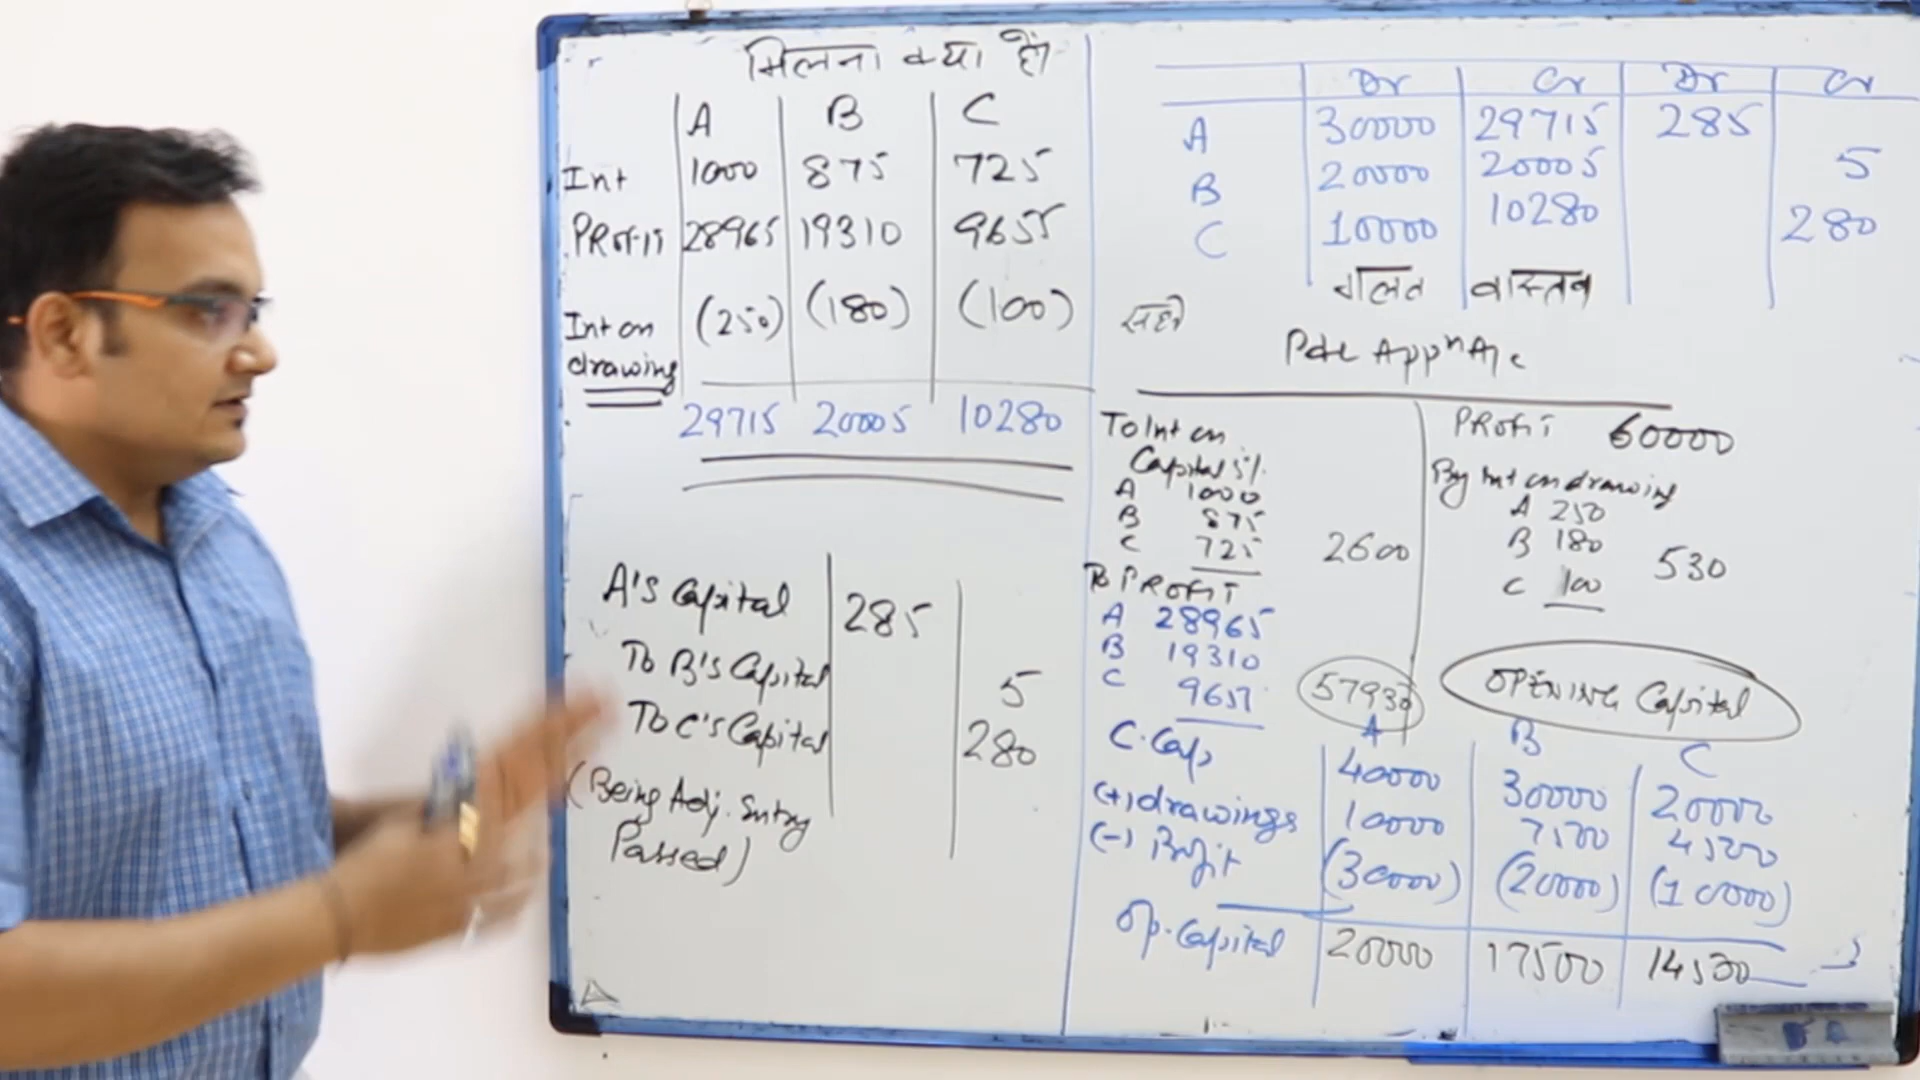 मिलना क्या है?
A B C
Int 1000 875 725
Profit 28965 19310 9655
Int on (250) (180) (100)
drawing
29715 20005 10280
A's Capital 285
To B's Capital 5
To C's Capital 280
(Being Adj. Entry
Passed)
Dr Cr Dr Cr
A 30000 29715 285
B 20000 20005 5
C 10000 10280 280
गलत वास्तव
सही
P&L Appn A/c
To Int on
Capital 5%
A 1000
B 875
C 725 2600
To PRofit
A 28965
B 19310
C 9655 57930
PRofit 60000
By Int on drawing
A 250
B 180 530
C 100
OPENING Capital
A B C
C.Cap 40000 30000 20000
(+) drawings 10000 7500 4500
(-) Profit (30000) (20000) (10000)
Op. Capital 20000 17500 14500